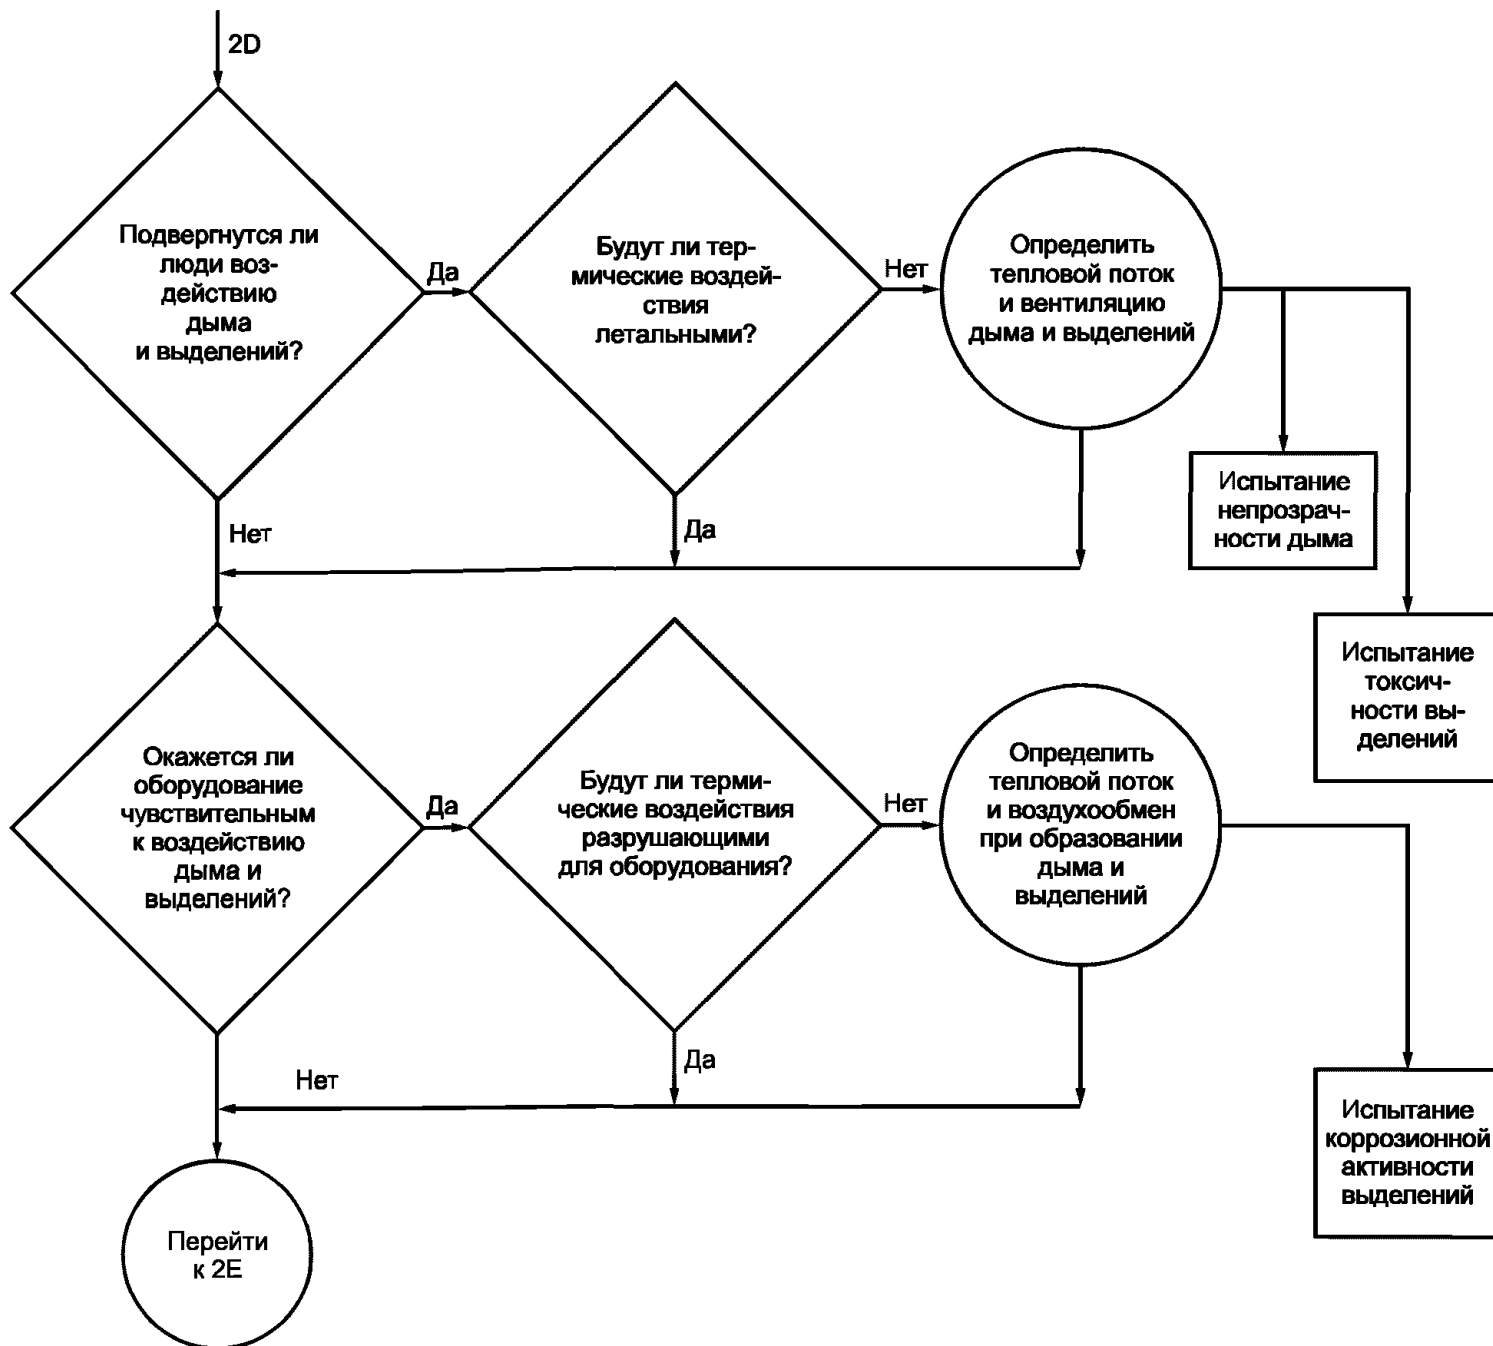 2D
Подвергнутся ли
люди воз-
действию
дыма
и выделений?
Да
Будут ли тер-
мические воздей-
ствия
летальными?
Нет
Определить
тепловой поток
и вентиляцию
дыма и выделений
Испытание
непрозрач-
ности дыма
Нет
Да
Испытание
токсич-
ности вы-
делений
Окажется ли
оборудование
чувствительным
к воздействию
дыма и
выделений?
Да
Будут ли терми-
ческие воздействия
разрушающими
для оборудования?
Нет
Определить
тепловой поток
и воздухообмен
при образовании
дыма и
выделений
Нет
Да
Испытание
коррозионной
активности
выделений
Перейти
к 2E